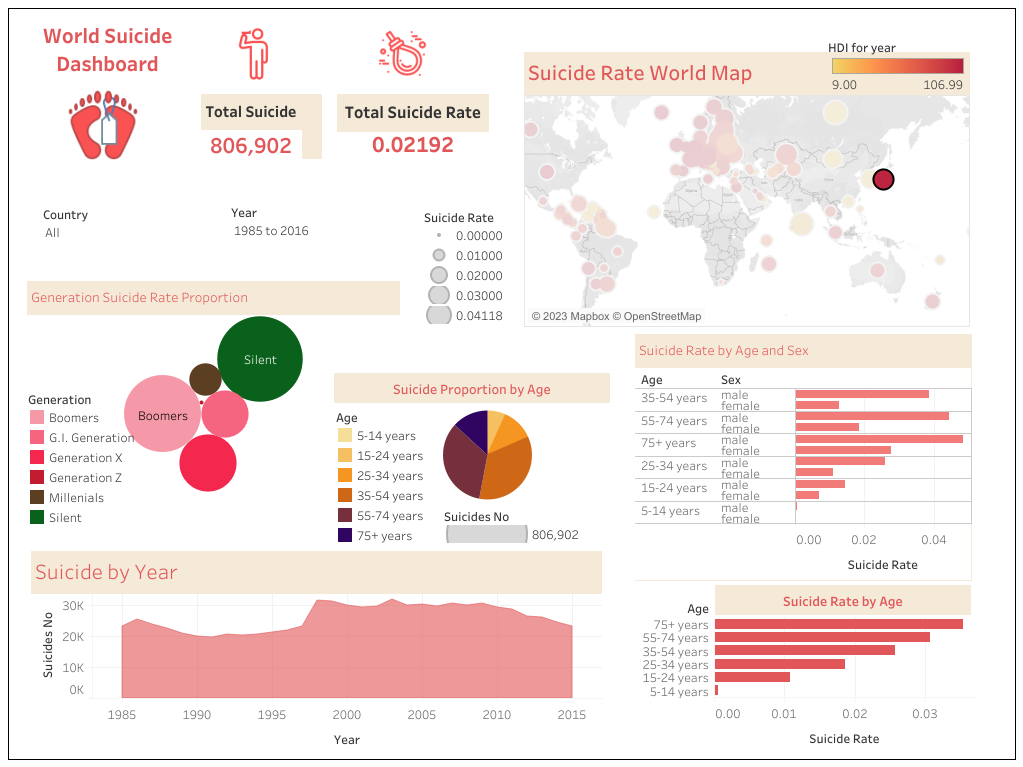 World Suicide
Dashboard
Total Suicide
806,902
Total Suicide Rate
0.02192
Country
All
Year
1985 to 2016
Suicide Rate
0.00000
0.01000
0.02000
0.03000
0.04118
HDI for year
9.00
106.99
Suicide Rate World Map
© 2023 Mapbox © OpenStreetMap
Generation Suicide Rate Proportion
Silent
Boomers
Generation
Boomers
G.I. Generation
Generation X
Generation Z
Millenials
Silent
Suicide Proportion by Age
Age
5-14 years
15-24 years
25-34 years
35-54 years
55-74 years
75+ years
Suicides No
806,902
Suicide Rate by Age and Sex
Age Sex
35-54 years male
female
55-74 years male
female
75+ years male
female
25-34 years male
female
15-24 years male
female
5-14 years male
female
0.00 0.02 0.04
Suicide Rate
Suicide by Year
Suicides No
30K
20K
10K
0K
1985 1990 1995 2000 2005 2010 2015
Year
Suicide Rate by Age
Age
75+ years
55-74 years
35-54 years
25-34 years
15-24 years
5-14 years
0.00 0.01 0.02 0.03
Suicide Rate